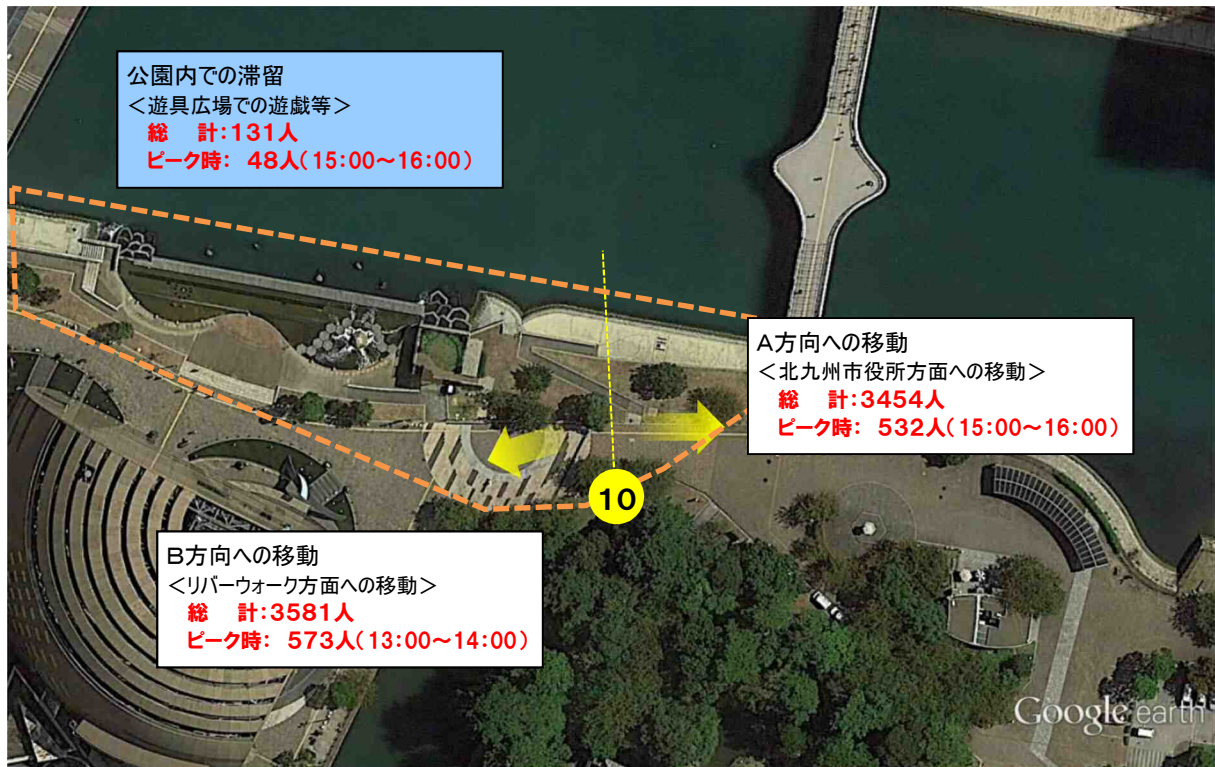 公園内での滞留
＜遊具広場での遊戯等＞
総　計：131人
ピーク時：　48人（15：00～16：00）
A方向への移動
＜北九州市役所方面への移動＞
総　計：3454人
ピーク時：　532人（15：00～16：00）
10
B方向への移動
＜リバーウォーク方面への移動＞
総　計：3581人
ピーク時：　573人（13：00～14：00）
Google earth